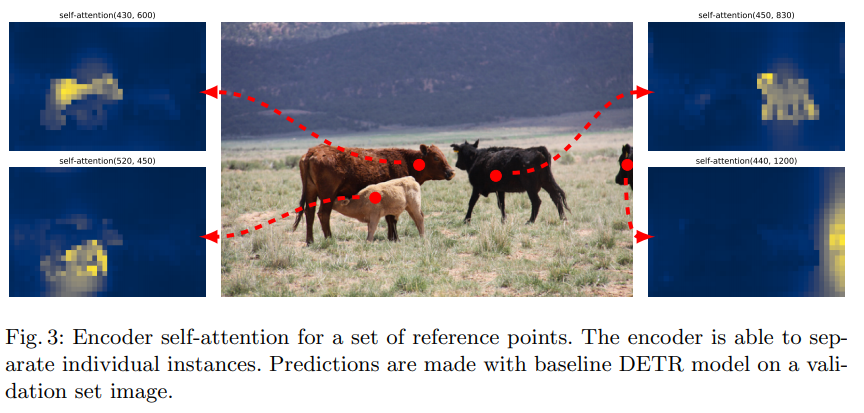 self-attention(430, 600)
self-attention(450, 830)
self-attention(520, 450)
self-attention(440, 1200)
Fig. 3: Encoder self-attention for a set of reference points. The encoder is able to sep-
arate individual instances. Predictions are made with baseline DETR model on a vali-
dation set image.